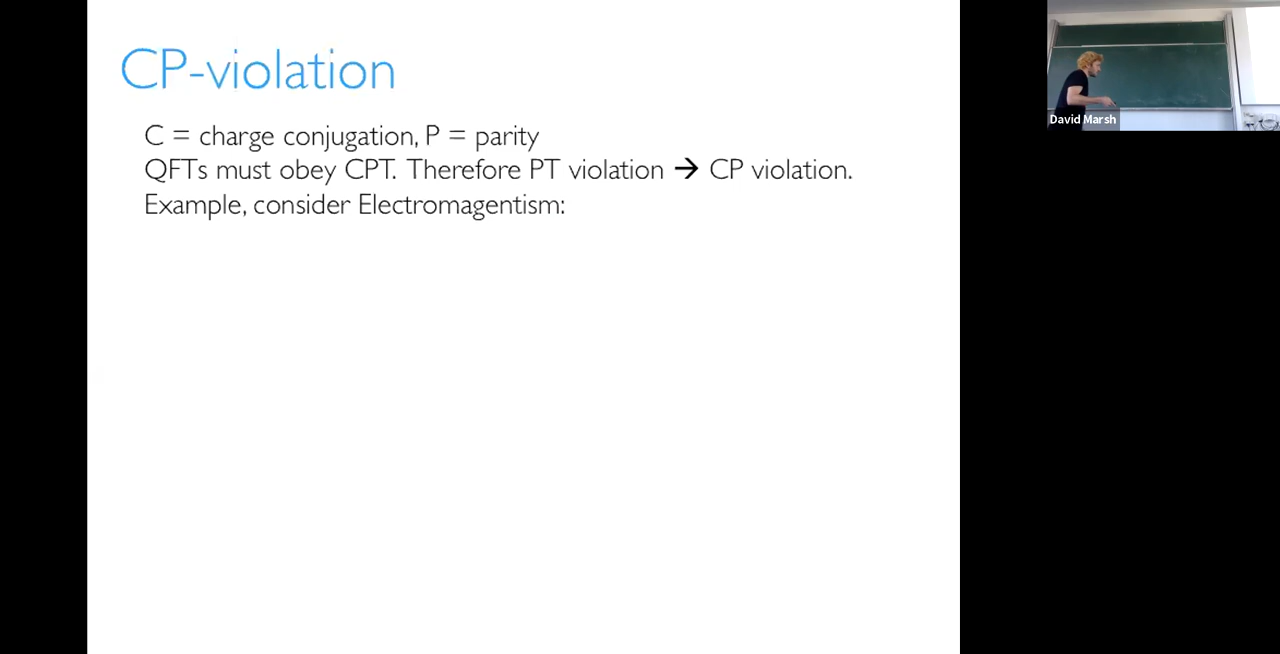 CP-violation
C = charge conjugation, P = parity
QFTs must obey CPT. Therefore PT violation → CP violation.
Example, consider Electromagentism:
David Marsh